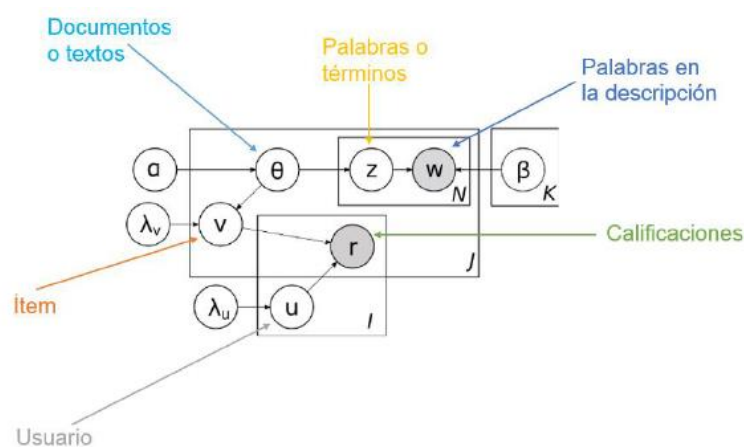 Documentos
o textos
Palabras o
términos
Palabras en
la descripción
α
θ
z
w
β
N
K
λv
v
r
Calificaciones
J
Ítem
λu
u
I
Usuario